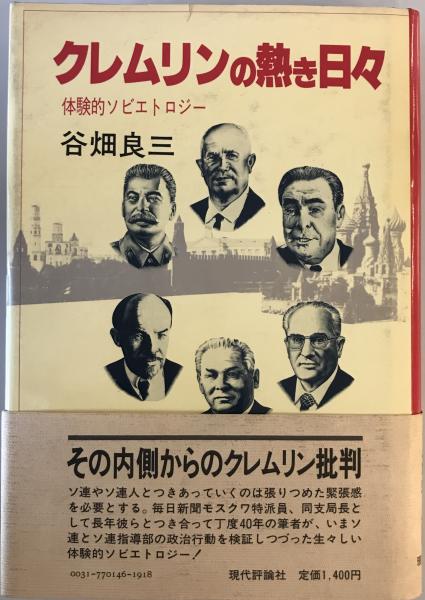 クレムリンの熱き日々
体験的ソビエトロジー
谷畑良三
その内側からのクレムリン批判
ソ連やソ連人とつきあっていくのは張りつめた緊張感
を必要とする。毎日新聞モスクワ特派員、同支局長と
して長年彼らとつき合って丁度40年の筆者が、いまソ
連とソ連指導部の政治行動を検証しつづった生々しい
体験的ソビエトロジー!
0031-770146-1918
現代評論社 定価1,400円